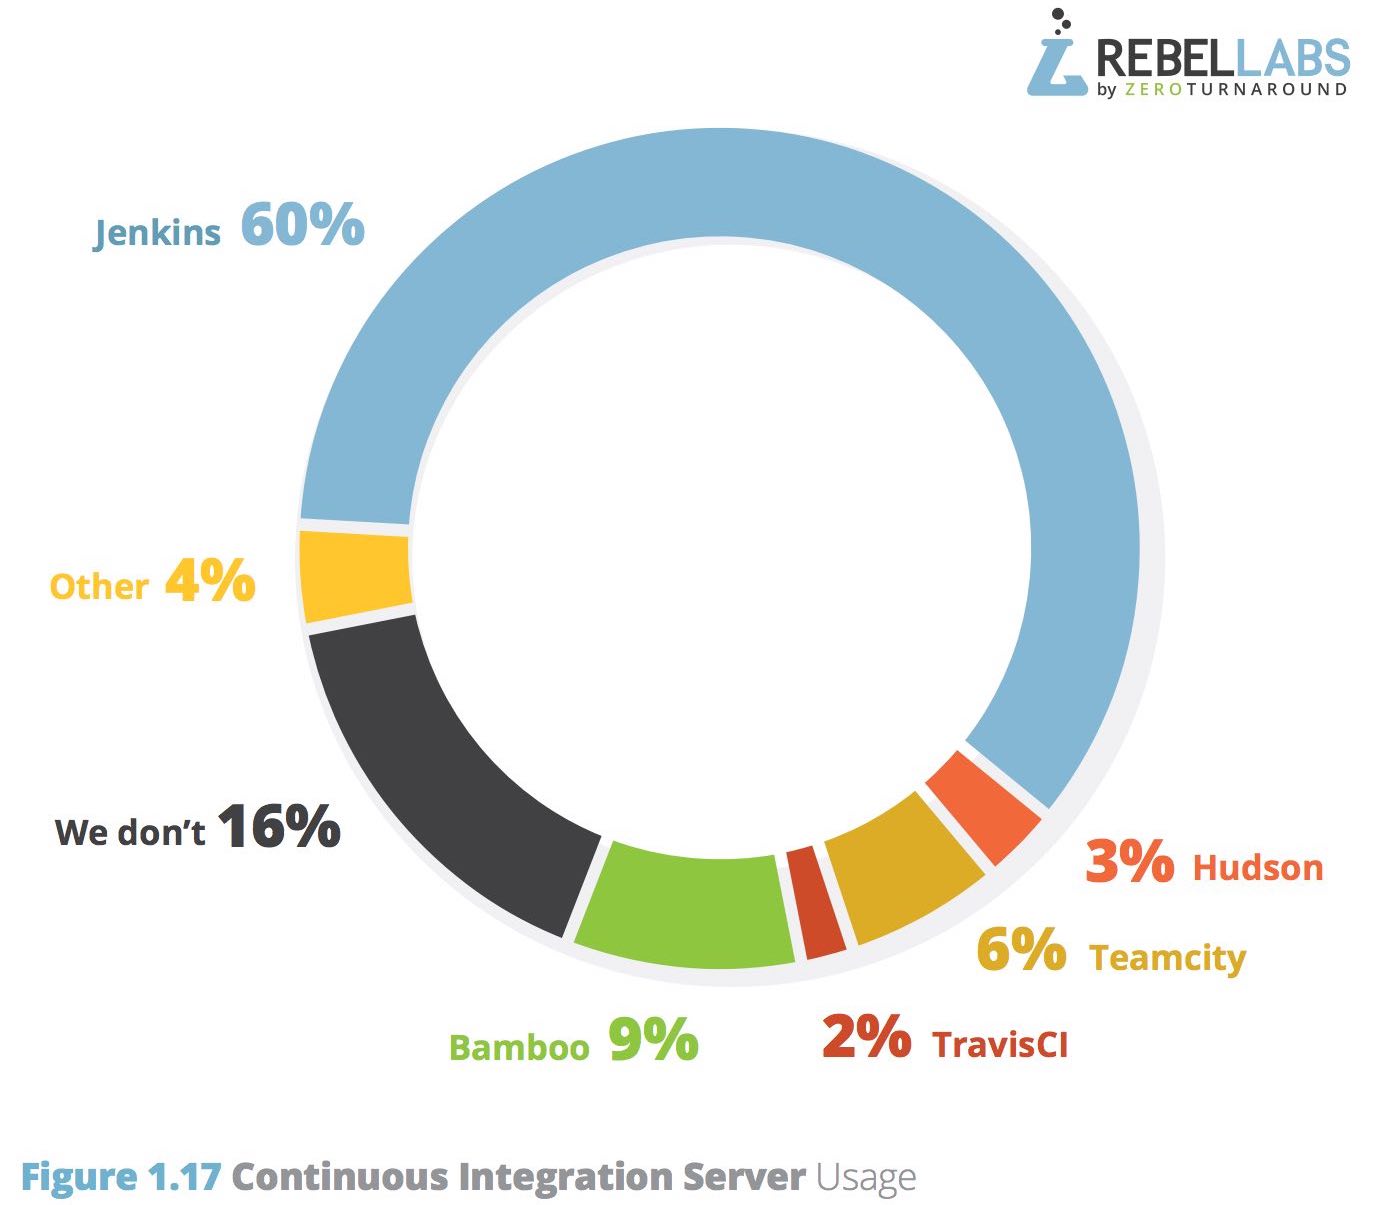 REBELLABS
by ZEROTURNAROUND
Jenkins 60%
Other 4%
We don’t 16%
3% Hudson
6% Teamcity
2% TravisCI
Bamboo 9%
Figure 1.17 Continuous Integration Server Usage